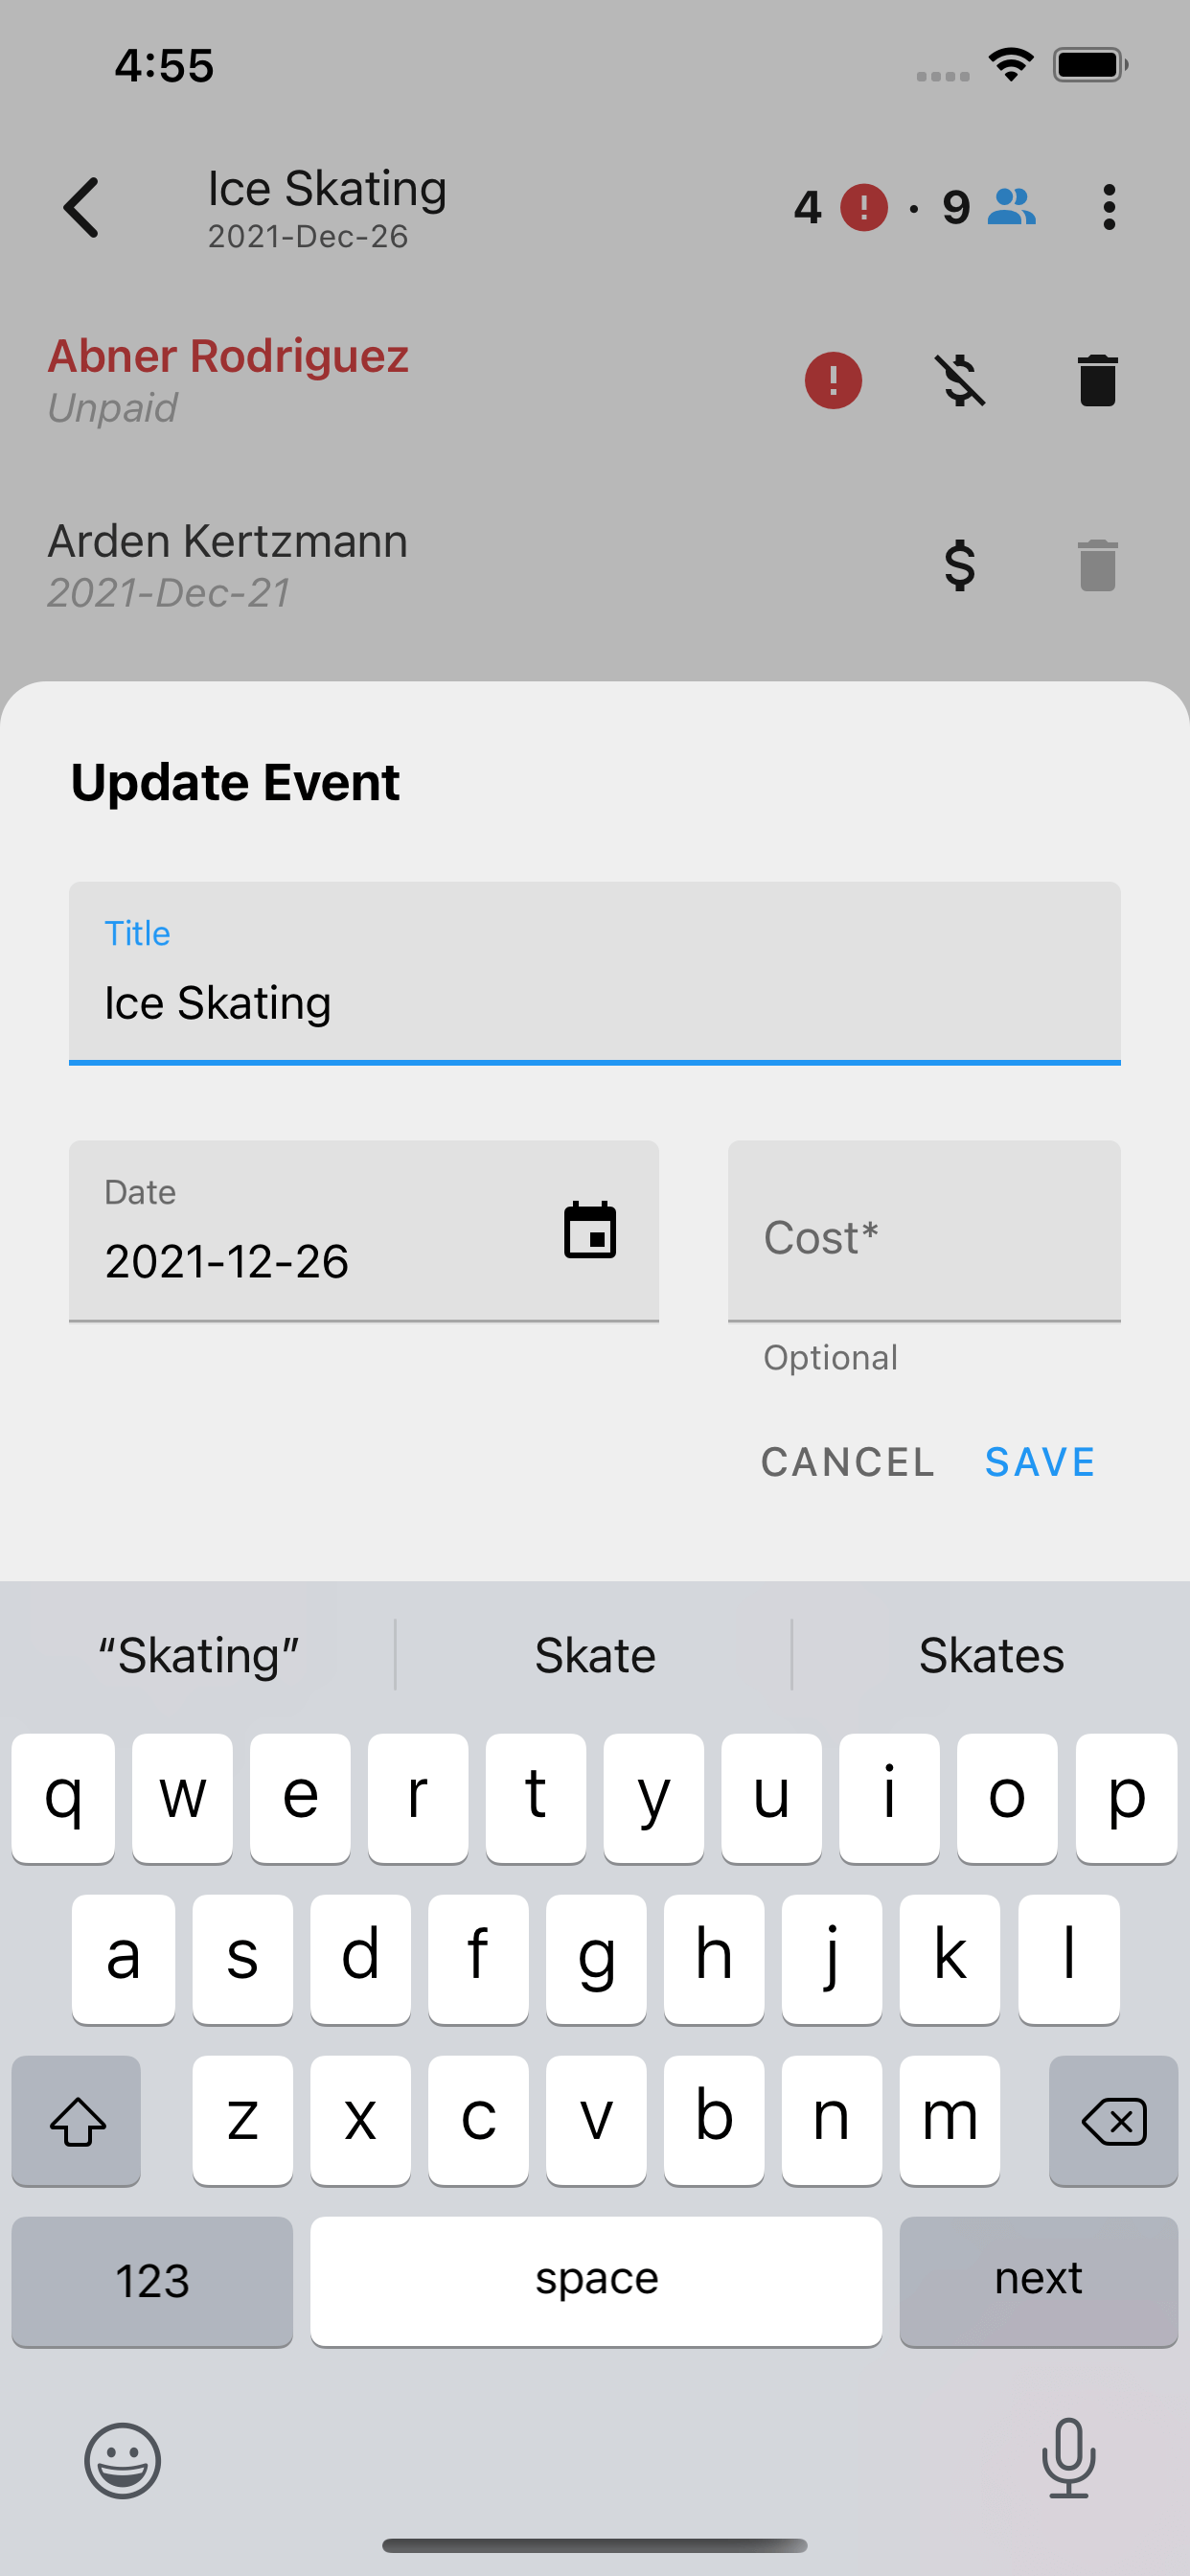 4:55
Ice Skating
2021-Dec-26
4 ! · 9
Abner Rodriguez
Unpaid
!
Arden Kertzmann
2021-Dec-21
$
Update Event
Title
Ice Skating
Date
2021-12-26
Cost*
Optional
CANCEL SAVE
“Skating” Skate Skates
q w e r t y u i o p
a s d f g h j k l
z x c v b n m
123 space next